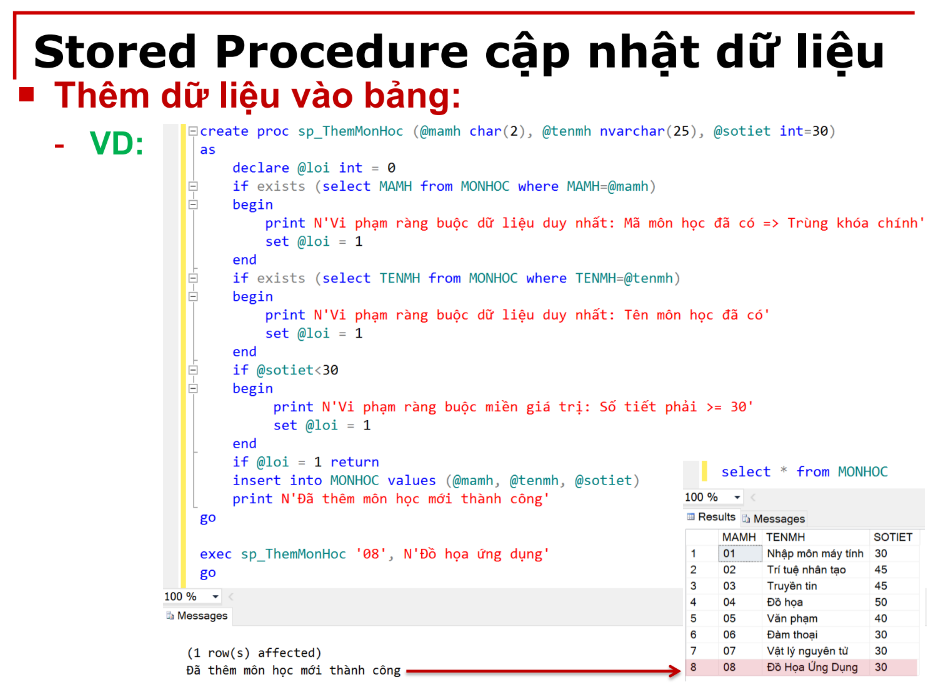 Stored Procedure cập nhật dữ liệu
Thêm dữ liệu vào bảng:
- VD:
create proc sp_ThemMonHoc (@mamh char(2), @tenmh nvarchar(25), @sotiet int=30)
as
declare @loi int = 0
if exists (select MAMH from MONHOC where MAMH=@mamh)
begin
print N'Vi phạm ràng buộc dữ liệu duy nhất: Mã môn học đã có => Trùng khóa chính'
set @loi = 1
end
if exists (select TENMH from MONHOC where TENMH=@tenmh)
begin
print N'Vi phạm ràng buộc dữ liệu duy nhất: Tên môn học đã có'
set @loi = 1
end
if @sotiet<30
begin
print N'Vi phạm ràng buộc miền giá trị: Số tiết phải >= 30'
set @loi = 1
end
if @loi = 1 return
insert into MONHOC values (@mamh, @tenmh, @sotiet)
print N'Đã thêm môn học mới thành công'
go
exec sp_ThemMonHoc '08', N'Đồ họa ứng dụng'
go
100 %
Messages
(1 row(s) affected)
Đã thêm môn học mới thành công
select * from MONHOC
100 %
Results Messages
MAMH TENMH SOTIET
1 01 Nhập môn máy tính 30
2 02 Trí tuệ nhân tạo 45
3 03 Truyền tin 45
4 04 Đồ họa 50
5 05 Văn phạm 40
6 06 Đàm thoại 30
7 07 Vật lý nguyên tử 30
8 08 Đồ Họa Ứng Dụng 30